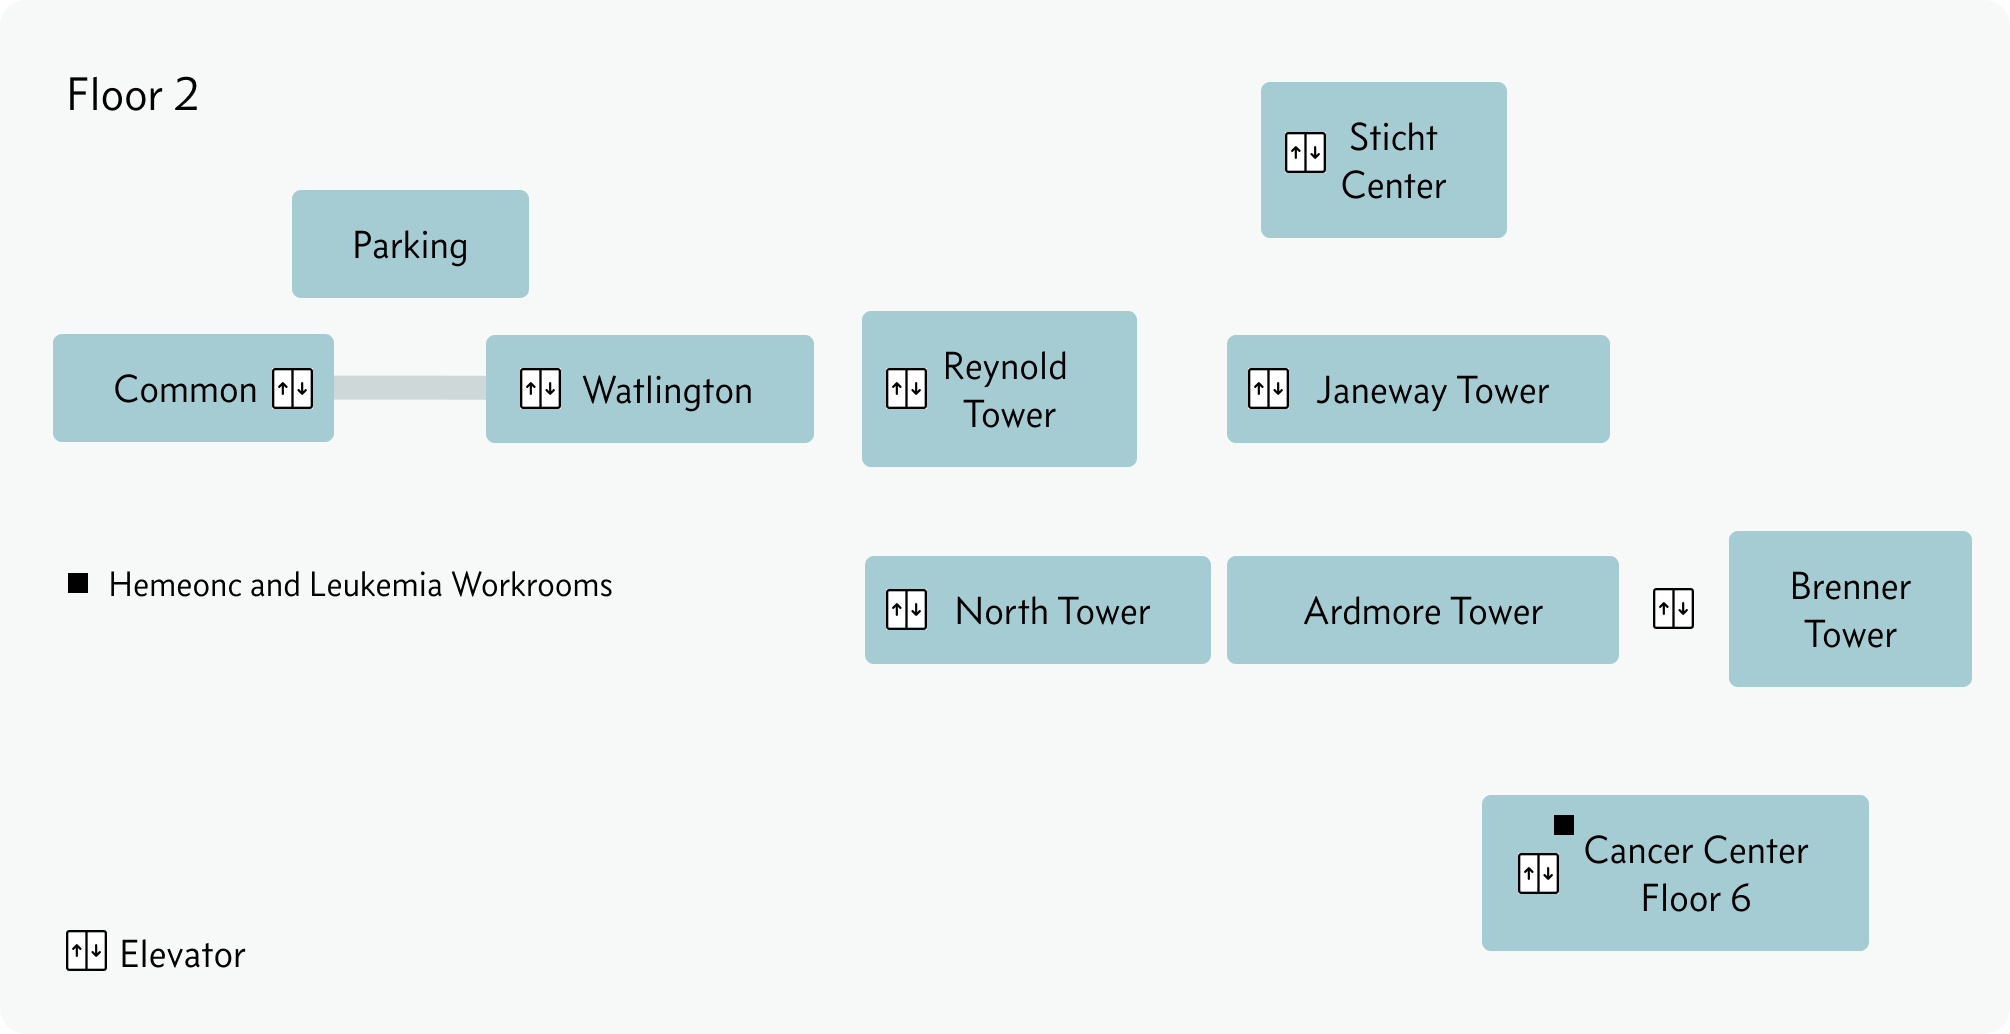 Floor 2
Sticht
Center
Parking
Common
Watlington
Reynold
Tower
Janeway Tower
Hemeonc and Leukemia Workrooms
North Tower
Ardmore Tower
Brenner
Tower
Cancer Center
Floor 6
Elevator